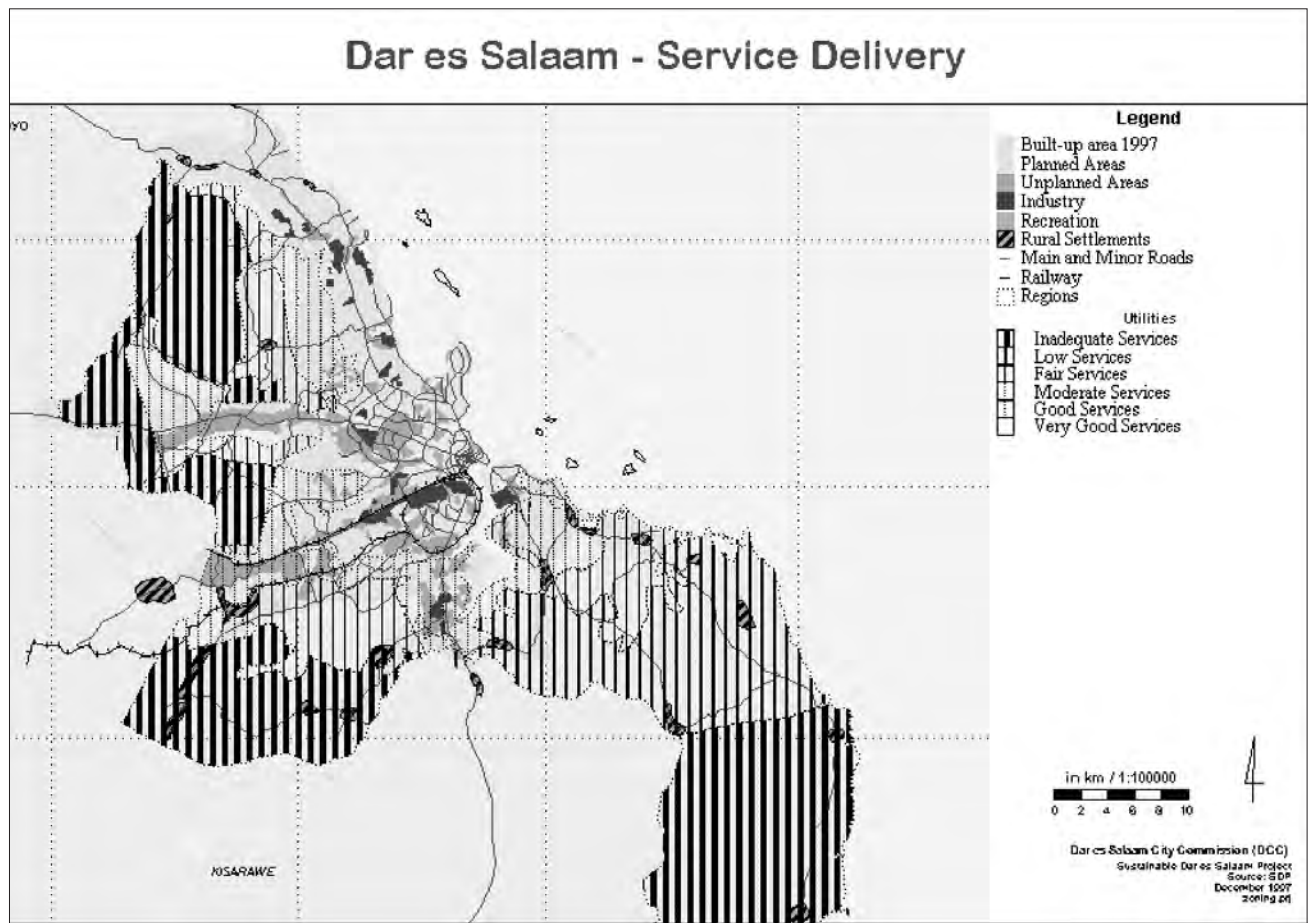 Dar es Salaam - Service Delivery
yo
Legend
Built-up area 1997
Planned Areas
Unplanned Areas
Industry
Recreation
Rural Settlements
Main and Minor Roads
Railway
Regions
Utilities
Inadequate Services
Low Services
Fair Services
Moderate Services
Good Services
Very Good Services
in km / 1:100000
0 2 4 6 8 10
Dar es Salaam City Commission (DCC)
Sustainable Dar es Salaam Project
Source: SDP
December 1997
zoning.prj
KISARAWE